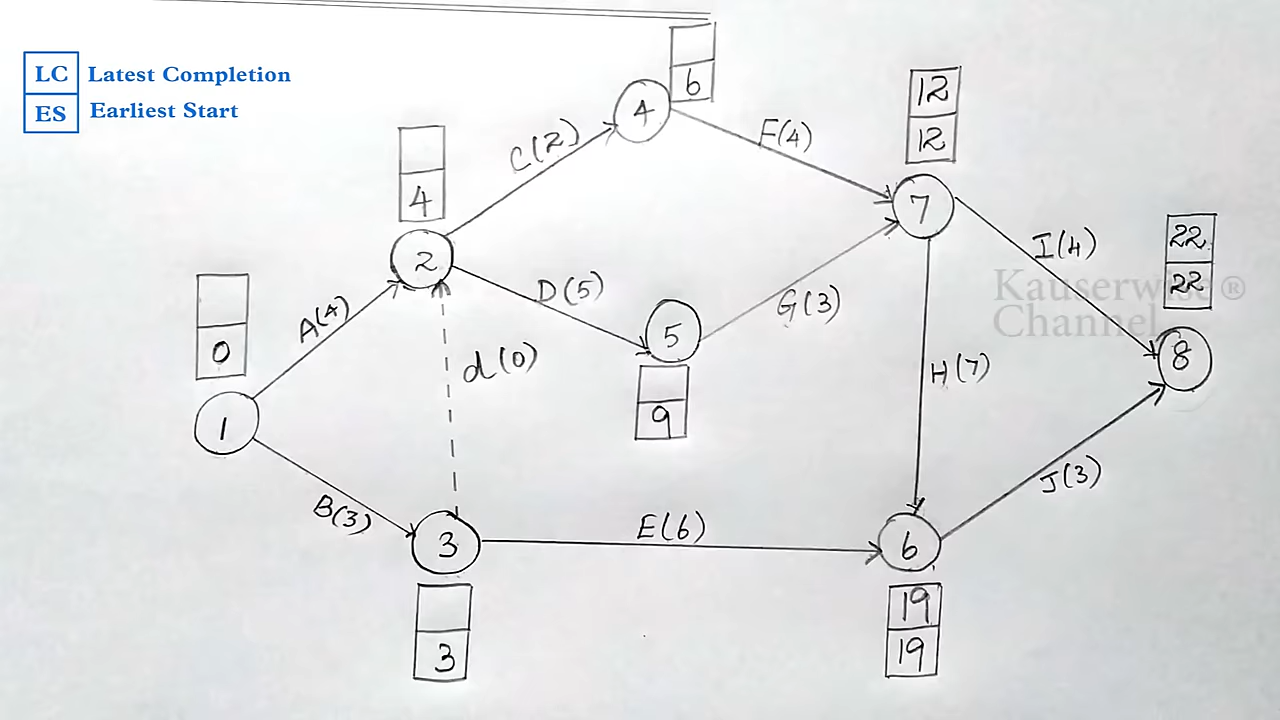 LC Latest Completion
ES Earliest Start
6
4
C(2)
F(4)
12
12
7
4
2
A(4)
D(5)
I(4)
22
22
Kauserwise®
Channel
0
1
d(0)
5
9
G(3)
H(7)
8
B(3)
3
3
E(6)
6
J(3)
19
19